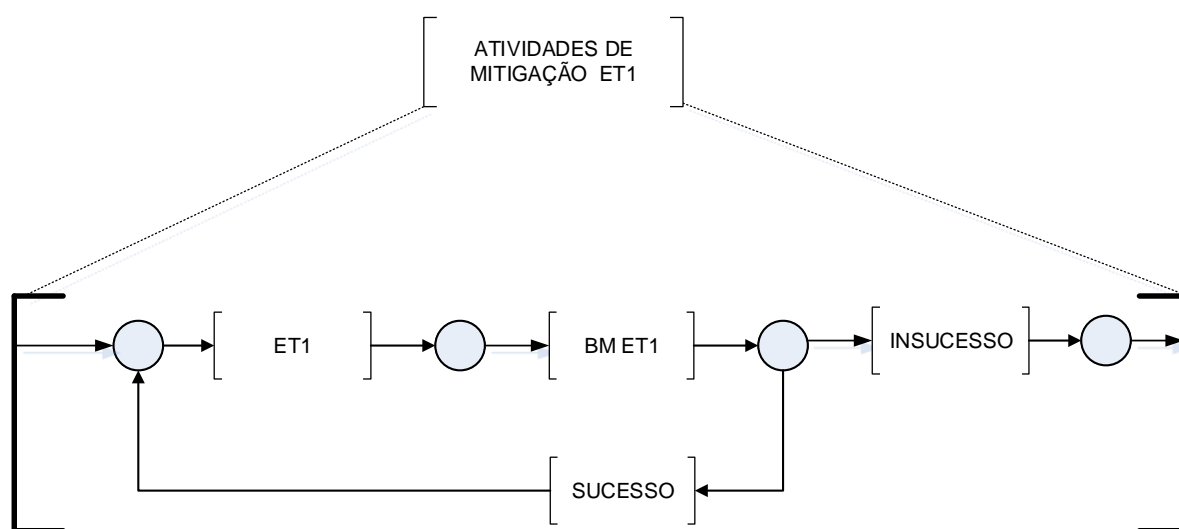 ATIVIDADES DE
MITIGAÇÃO ET1
ET1
BM ET1
INSUCESSO
SUCESSO